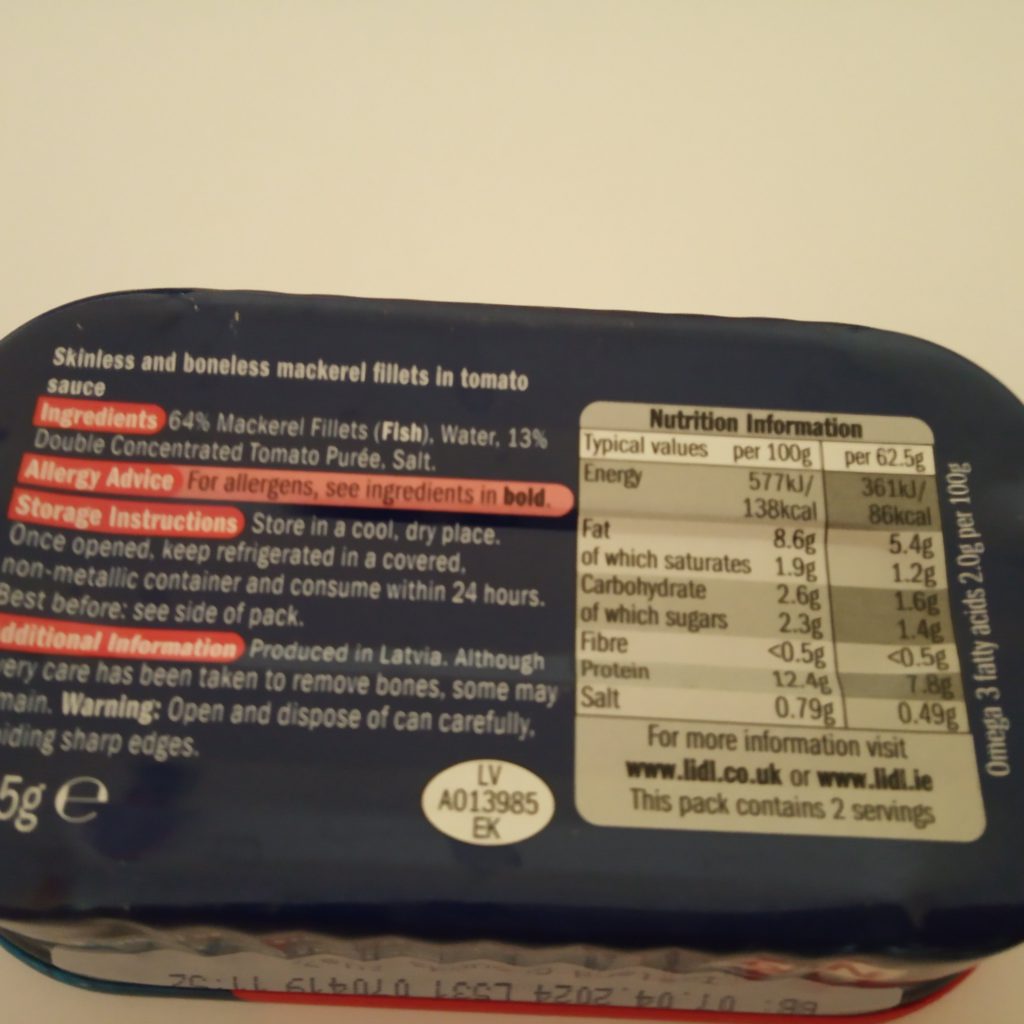 Skinless and boneless mackerel fillets in tomato
sauce
Ingredients 64% Mackerel Fillets (Fish), Water, 13%
Double Concentrated Tomato Purée, Salt.
Allergy Advice For allergens, see ingredients in bold.
Storage Instructions Store in a cool, dry place.
Once opened, keep refrigerated in a covered,
non-metallic container and consume within 24 hours.
Best before: see side of pack.
dditional Information Produced in Latvia. Although
very care has been taken to remove bones, some may
main. Warning: Open and dispose of can carefully,
iding sharp edges.
5g e
LV
A013985
EK
Nutrition Information
Typical values per 100g per 62.5g
Energy 577kJ/ 361kJ/
138kcal 86kcal
Fat 8.6g 5.4g
of which saturates 1.9g 1.2g
Carbohydrate 2.6g 1.6g
of which sugars 2.3g 1.4g
Fibre <0.5g <0.5g
Protein 12.4g 7.8g
Salt 0.79g 0.49g
For more information visit
www.lidl.co.uk or www.lidl.ie
This pack contains 2 servings
Omega 3 fatty acids 2.0g per 100g
BB: 01.04.2024 L331 070419 11:32